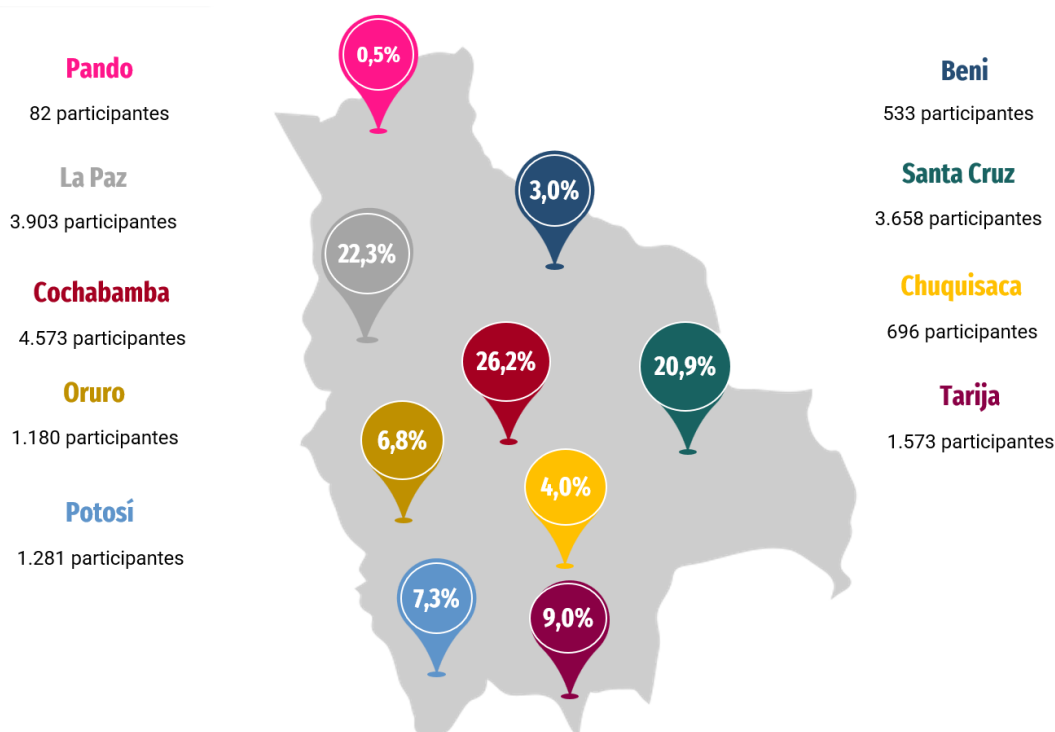 Pando
82 participantes
La Paz
3.903 participantes
Cochabamba
4.573 participantes
Oruro
1.180 participantes
Potosí
1.281 participantes
0,5%
3,0%
22,3%
26,2%
20,9%
6,8%
4,0%
7,3%
9,0%
Beni
533 participantes
Santa Cruz
3.658 participantes
Chuquisaca
696 participantes
Tarija
1.573 participantes